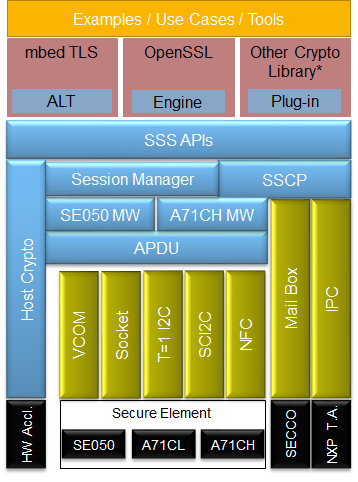 Examples / Use Cases / Tools
mbed TLS
OpenSSL
Other Crypto
Library*
ALT
Engine
Plug-in
SSS APIs
Session Manager
SSCP
SE050 MW
A71CH MW
APDU
Host Crypto
VCOM
Socket
T=1 I2C
SCI2C
NFC
Mail Box
IPC
HW Accl.
Secure Element
SE050
A71CL
A71CH
SECCO
NXP T.A.